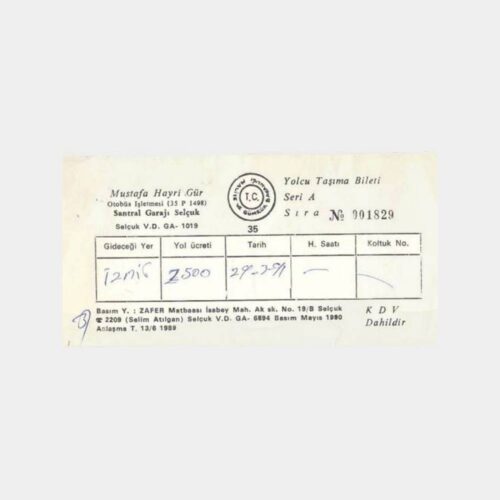 Mustafa Hayri Gür
Otobüs İşletmesi (35 P 1498)
Santral Garajı Selçuk
Selçuk V.D. GA- 1019
T.C.
35
Yolcu Taşıma Bileti
Seri A
Sıra № 001829
Gideceği Yer Yol ücreti Tarih H. Saatı Koltuk No.
İzmir 7500
Basım Y. : ZAFER Matbaası İsabey Mah. Ak sk. No. 19/B Selçuk
☎ 2209 (Selim Atılgan) Selçuk V.D. GA- 6894 Basım Mayıs 1990
Anlaşma T. 13/6 1989
KDV
Dahildir